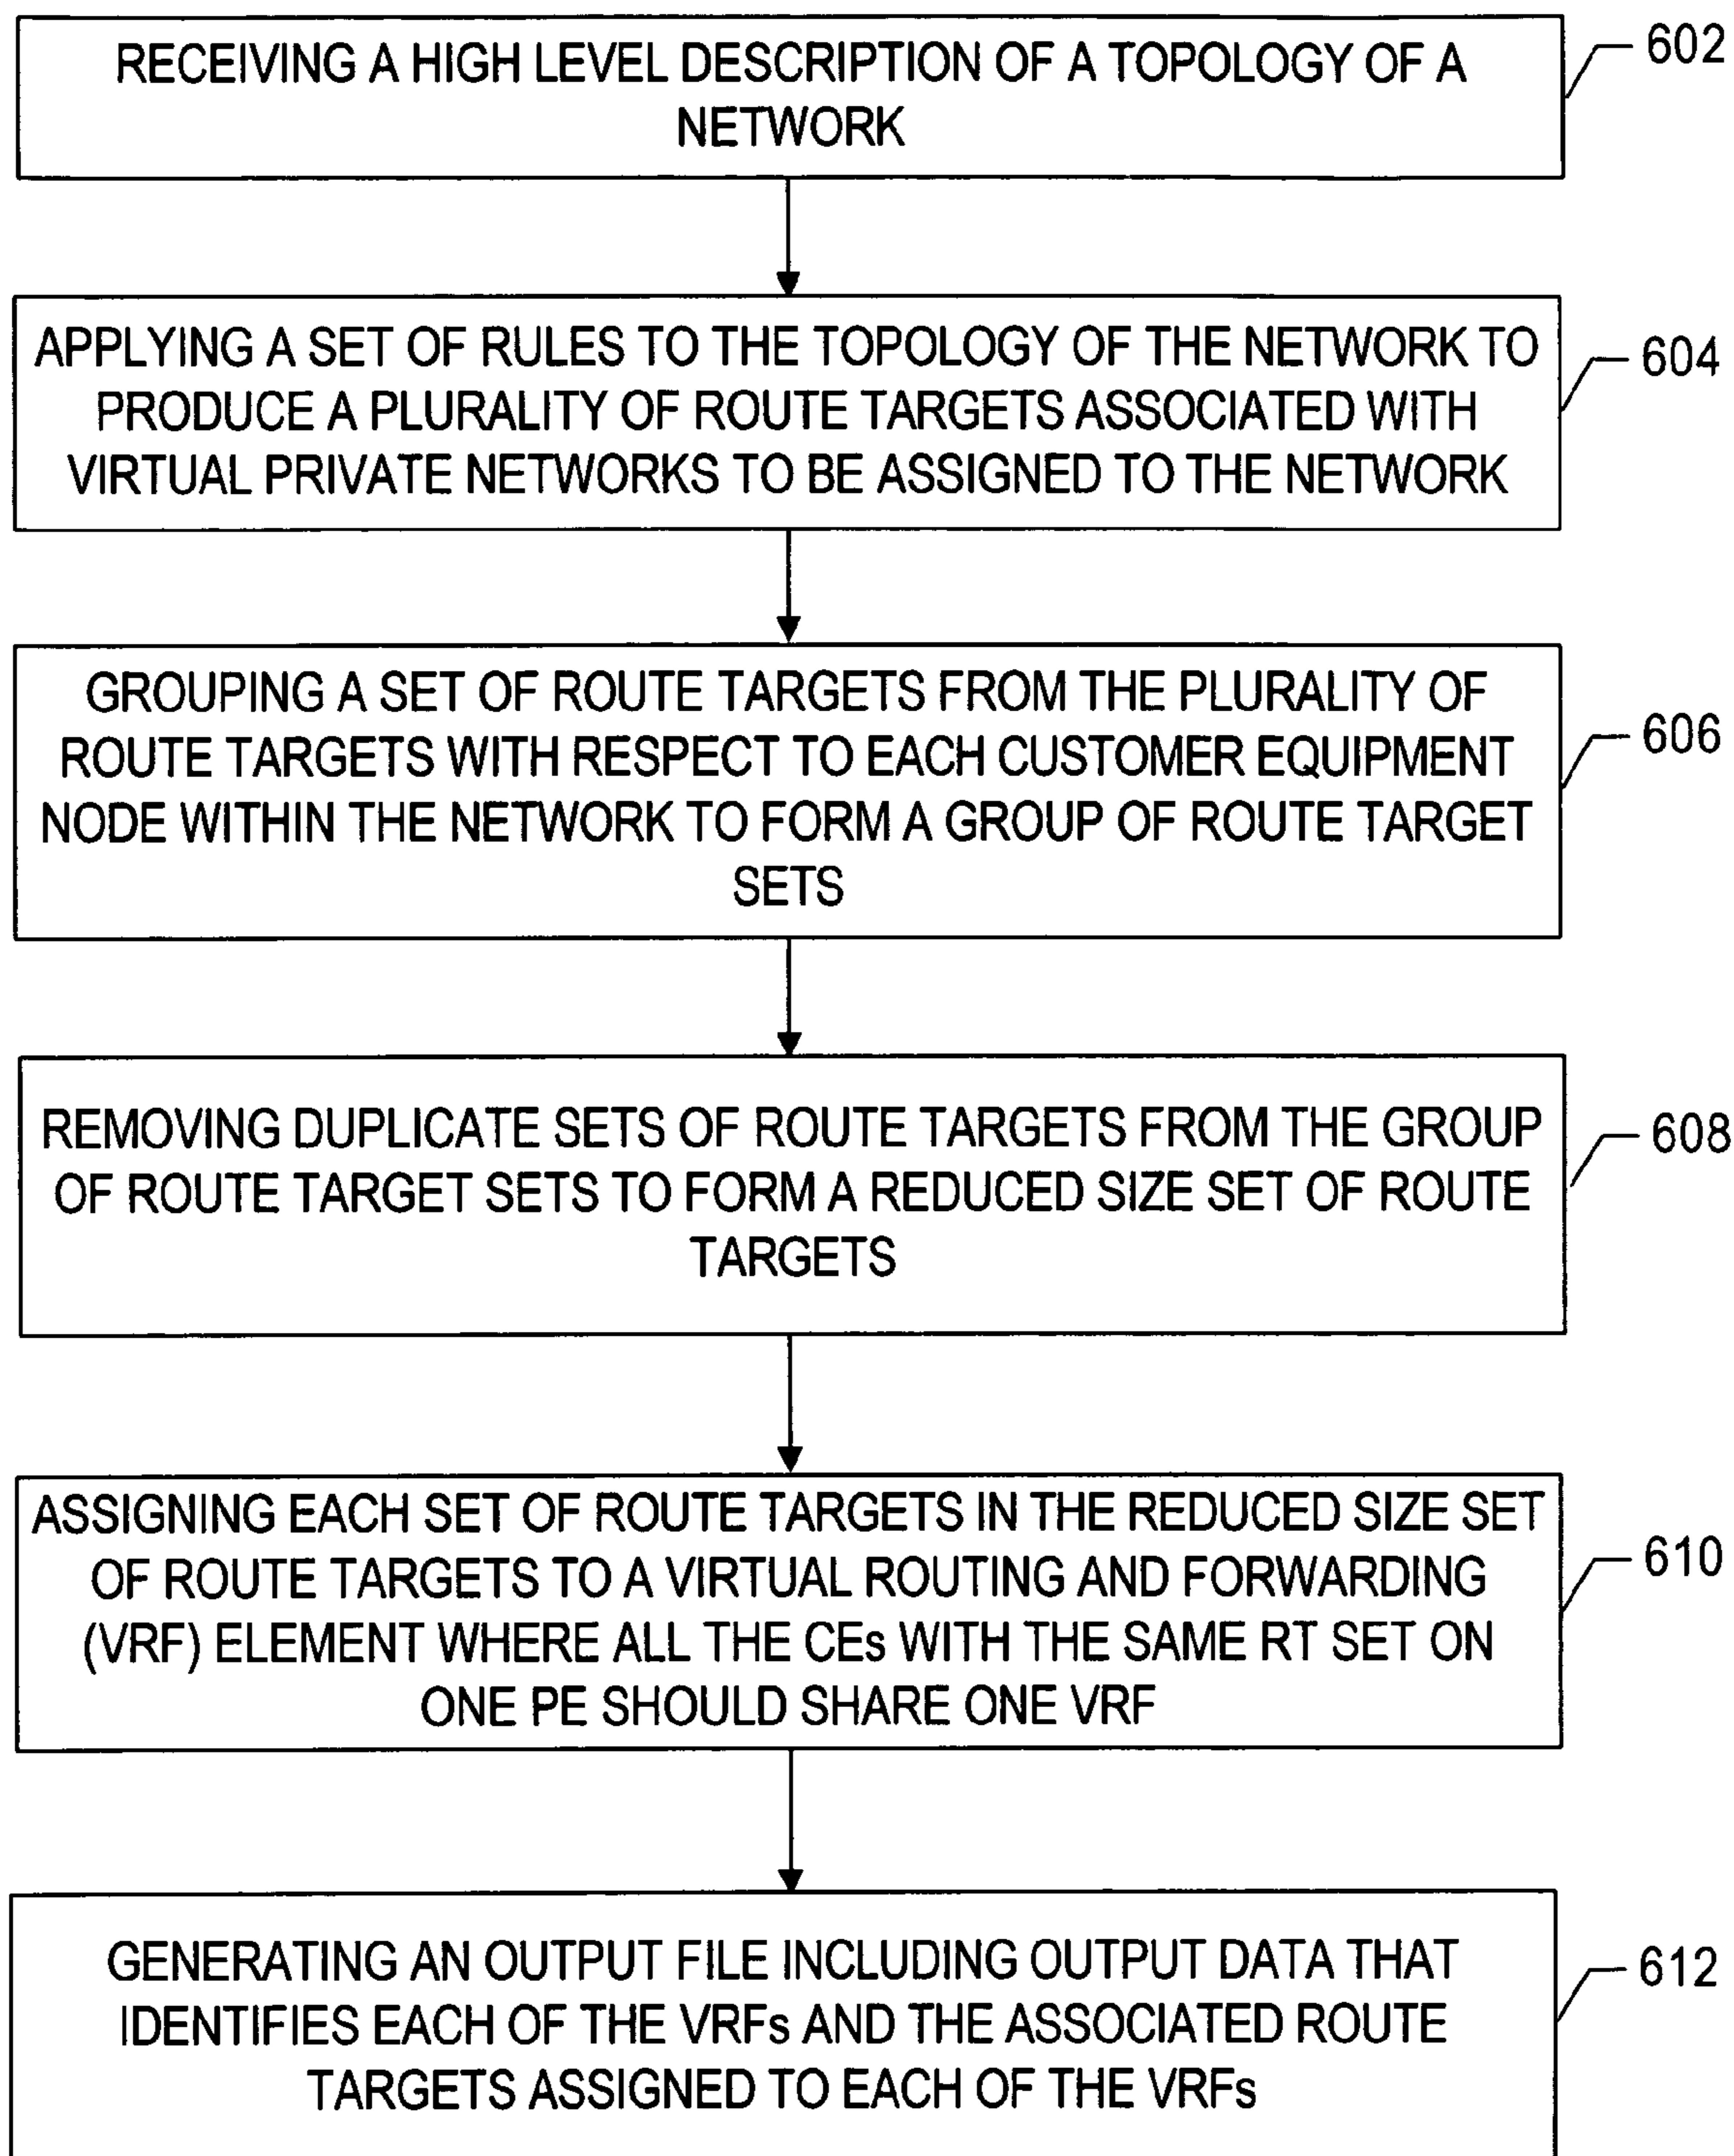 RECEIVING A HIGH LEVEL DESCRIPTION OF A TOPOLOGY OF A
NETWORK
602
APPLYING A SET OF RULES TO THE TOPOLOGY OF THE NETWORK TO
PRODUCE A PLURALITY OF ROUTE TARGETS ASSOCIATED WITH
VIRTUAL PRIVATE NETWORKS TO BE ASSIGNED TO THE NETWORK
604
GROUPING A SET OF ROUTE TARGETS FROM THE PLURALITY OF
ROUTE TARGETS WITH RESPECT TO EACH CUSTOMER EQUIPMENT
NODE WITHIN THE NETWORK TO FORM A GROUP OF ROUTE TARGET
SETS
606
REMOVING DUPLICATE SETS OF ROUTE TARGETS FROM THE GROUP
OF ROUTE TARGET SETS TO FORM A REDUCED SIZE SET OF ROUTE
TARGETS
608
ASSIGNING EACH SET OF ROUTE TARGETS IN THE REDUCED SIZE SET
OF ROUTE TARGETS TO A VIRTUAL ROUTING AND FORWARDING
(VRF) ELEMENT WHERE ALL THE CEs WITH THE SAME RT SET ON
ONE PE SHOULD SHARE ONE VRF
610
GENERATING AN OUTPUT FILE INCLUDING OUTPUT DATA THAT
IDENTIFIES EACH OF THE VRFs AND THE ASSOCIATED ROUTE
TARGETS ASSIGNED TO EACH OF THE VRFs
612